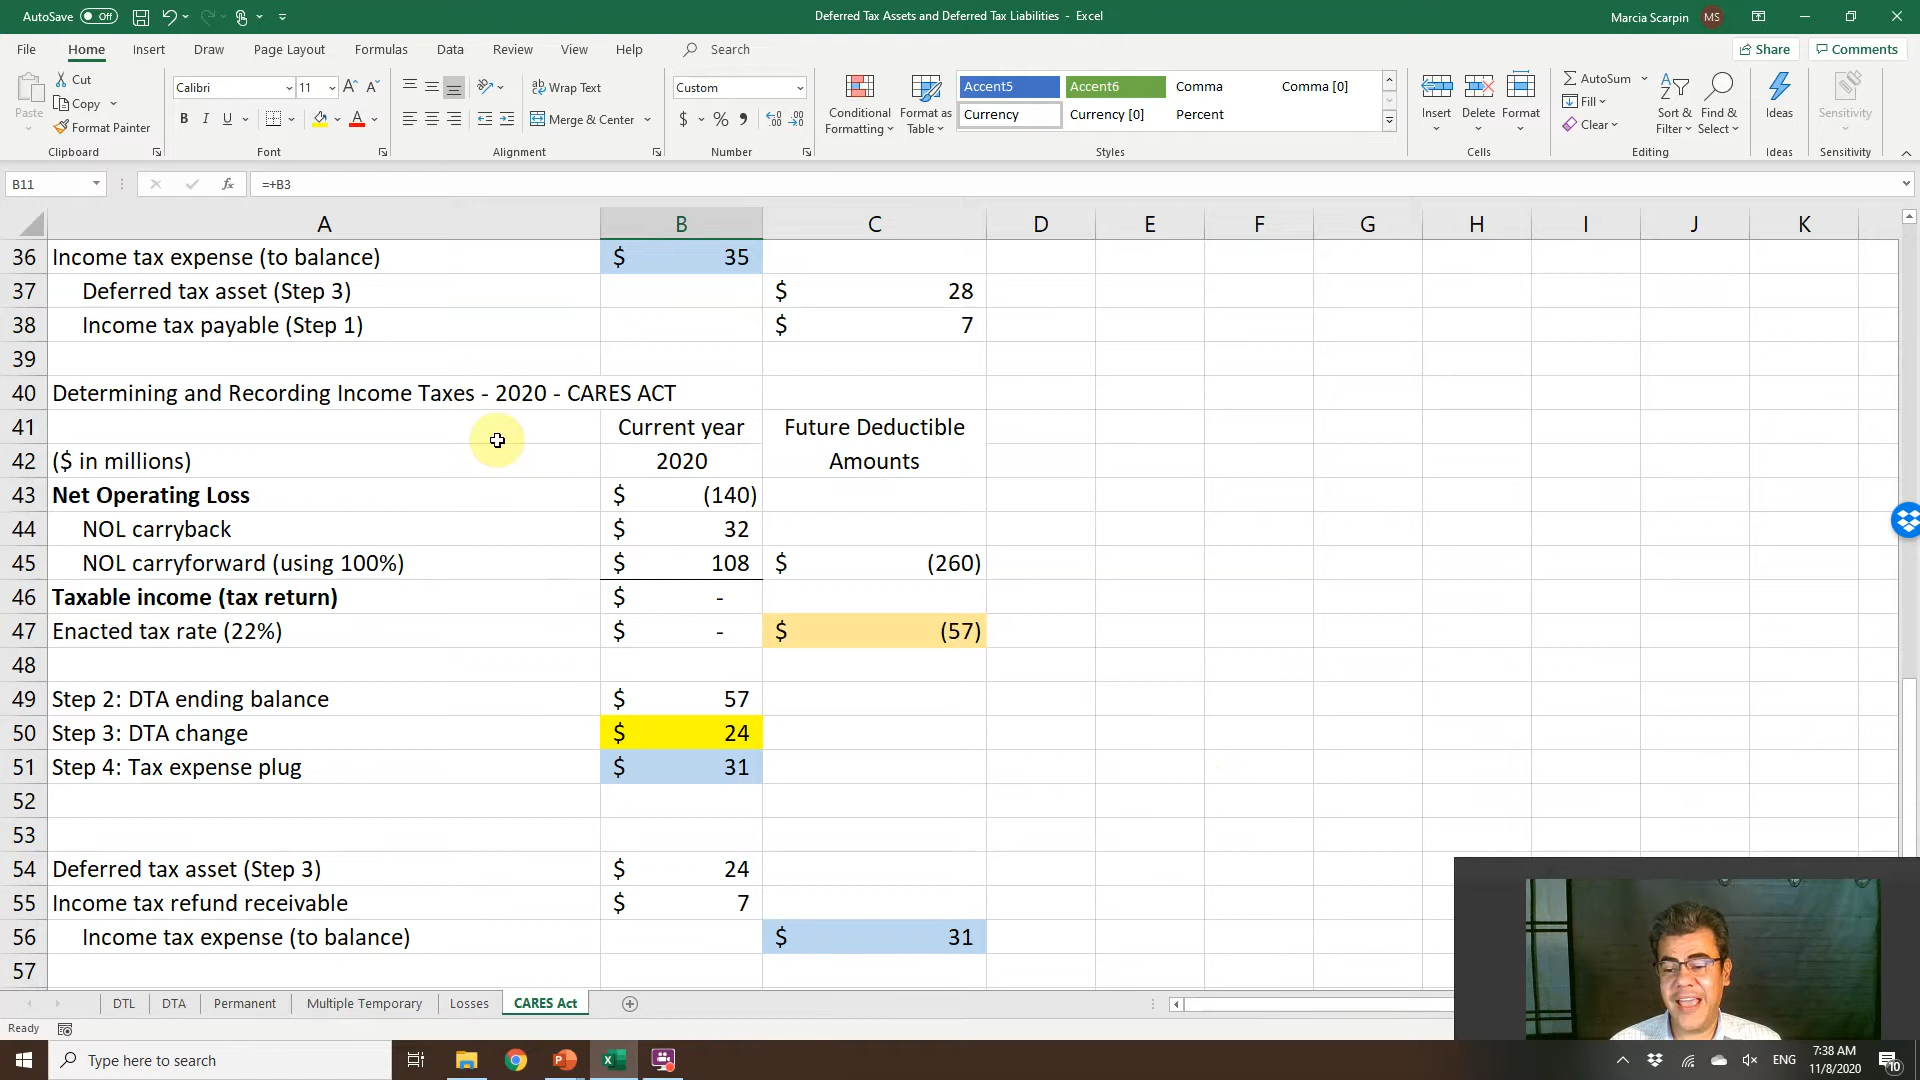 AutoSave Off
Deferred Tax Assets and Deferred Tax Liabilities - Excel
Marcia Scarpin MS
File Home Insert Draw Page Layout Formulas Data Review View Help Search
Share Comments
Paste
Cut
Copy
Format Painter
Clipboard
Calibri 11
B I U
Font
Wrap Text
Merge & Center
Alignment
Custom
$ % 9
Number
Conditional Formatting
Format as Table
Accent5 Accent6 Comma Comma [0]
Currency Currency [0] Percent
Styles
Insert Delete Format
Cells
AutoSum
Fill
Clear
Sort & Filter
Find & Select
Editing
Ideas
Ideas
Sensitivity
Sensitivity
B11 fx =+B3
A B C D E F G H I J K
36 Income tax expense (to balance) $ 35
37 Deferred tax asset (Step 3) $ 28
38 Income tax payable (Step 1) $ 7
39
40 Determining and Recording Income Taxes - 2020 - CARES ACT
41 Current year Future Deductible
42 ($ in millions) 2020 Amounts
43 Net Operating Loss $ (140)
44 NOL carryback $ 32
45 NOL carryforward (using 100%) $ 108 $ (260)
46 Taxable income (tax return) $ -
47 Enacted tax rate (22%) $ - $ (57)
48
49 Step 2: DTA ending balance $ 57
50 Step 3: DTA change $ 24
51 Step 4: Tax expense plug $ 31
52
53
54 Deferred tax asset (Step 3) $ 24
55 Income tax refund receivable $ 7
56 Income tax expense (to balance) $ 31
57
DTL DTA Permanent Multiple Temporary Losses CARES Act
Ready
Type here to search
ENG
7:38 AM
11/8/2020
10